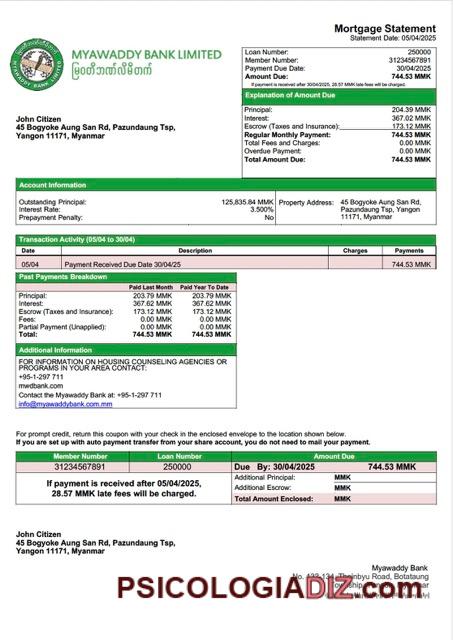 Mortgage Statement
Statement Date: 05/04/2025
MYAWADDY BANK LIMITED
မြဝတီဘဏ်လီမိတက်
MYAWADDY BANK LTD
Loan Number: 250000
Member Number: 31234567891
Payment Due Date: 30/04/2025
Amount Due: 744.53 MMK
If payment is received after 30/04/2025, 28.57 MMK late fees will be charged.
Explanation of Amount Due
Principal: 204.39 MMK
Interest: 367.02 MMK
Escrow (Taxes and Insurance): 173.12 MMK
Regular Monthly Payment: 744.53 MMK
Total Fees and Charges: 0.00 MMK
Overdue Payment: 0.00 MMK
Total Amount Due: 744.53 MMK
John Citizen
45 Bogyoke Aung San Rd, Pazundaung Tsp,
Yangon 11171, Myanmar
Account Information
Outstanding Principal: 125,835.84 MMK
Interest Rate: 3.500%
Prepayment Penalty: No
Property Address: 45 Bogyoke Aung San Rd,
Pazundaung Tsp, Yangon
11171, Myanmar
Transaction Activity (05/04 to 30/04)
Date Description Charges Payments
05/04 Payment Received Due Date 30/04/25 744.53 MMK
Past Payments Breakdown
Paid Last Month Paid Year To Date
Principal: 203.79 MMK 203.79 MMK
Interest: 367.62 MMK 367.62 MMK
Escrow (Taxes and Insurance): 173.12 MMK 173.12 MMK
Fees: 0.00 MMK 0.00 MMK
Partial Payment (Unapplied): 0.00 MMK 0.00 MMK
Total: 744.53 MMK 744.53 MMK
Additional Information
FOR INFORMATION ON HOUSING COUNSELING AGENCIES OR
PROGRAMS IN YOUR AREA CONTACT:
+95-1-297 711
mwdbank.com
Contact the Myawaddy Bank at: +95-1-297 711
info@myawaddybank.com.mm
For prompt credit, return this coupon with your check in the enclosed envelope to the location shown below.
If you are set up with auto payment transfer from your share account, you do not need to mail your payment.
Member Number Loan Number Amount Due
31234567891 250000 Due By: 30/04/2025 744.53 MMK
If payment is received after 05/04/2025,
28.57 MMK late fees will be charged.
Additional Principal: MMK
Additional Escrow: MMK
Total Amount Enclosed: MMK
John Citizen
45 Bogyoke Aung San Rd, Pazundaung Tsp,
Yangon 11171, Myanmar
Myawaddy Bank
Theinbyu Road, Botataung
PSICOLOGIADIZ.com